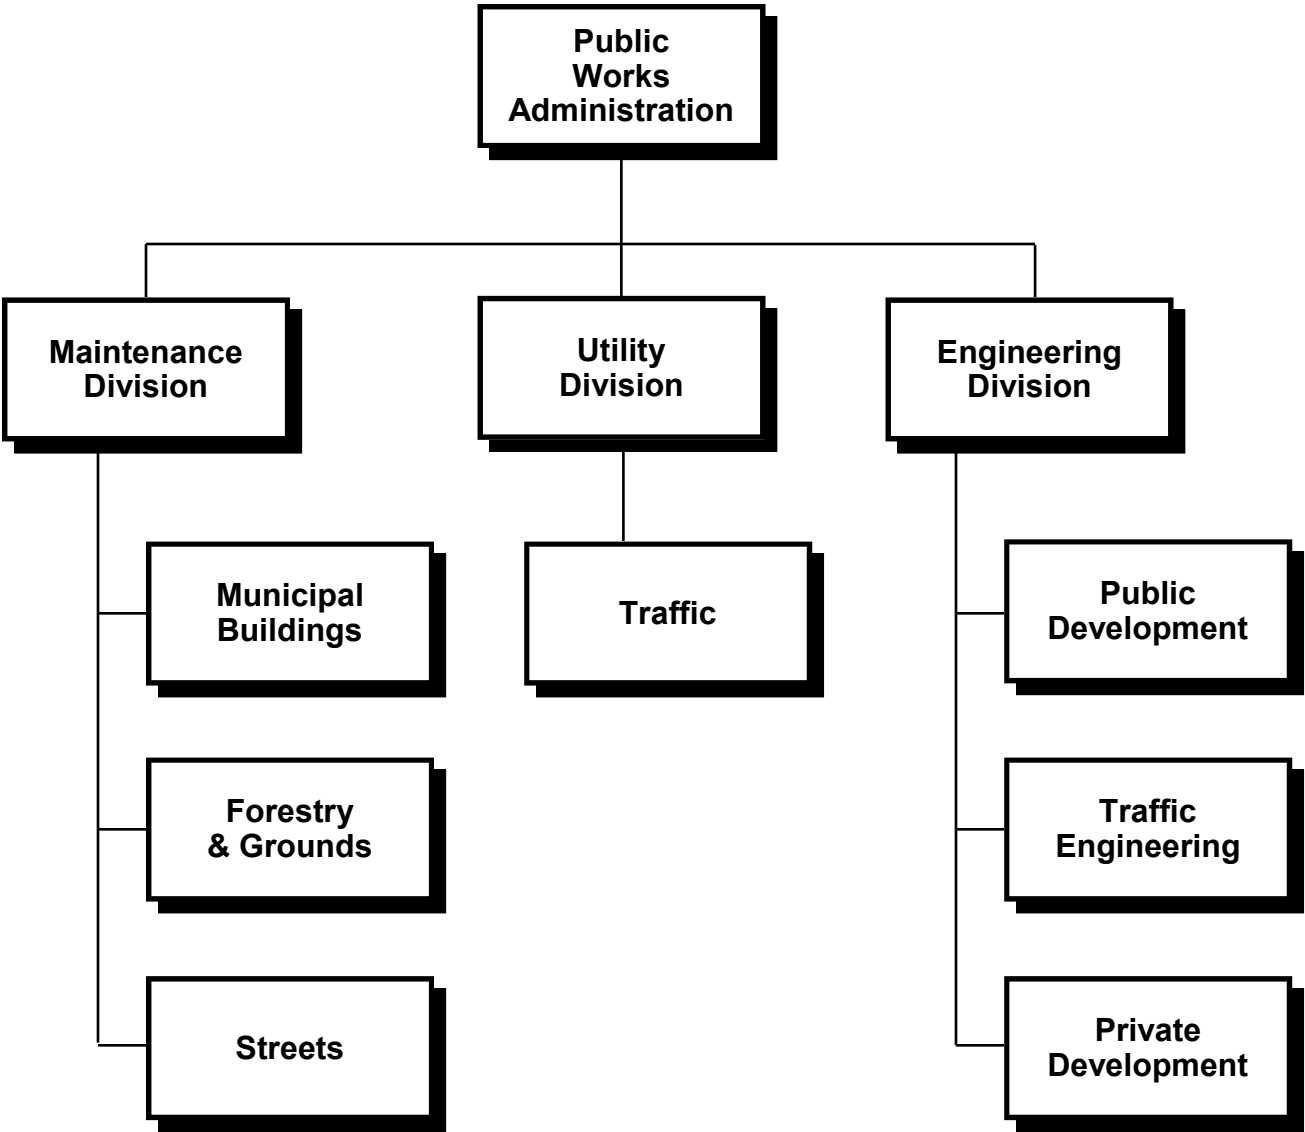 Public
Works
Administration
Maintenance
Division
Utility
Division
Engineering
Division
Municipal
Buildings
Traffic
Public
Development
Forestry
& Grounds
Traffic
Engineering
Streets
Private
Development